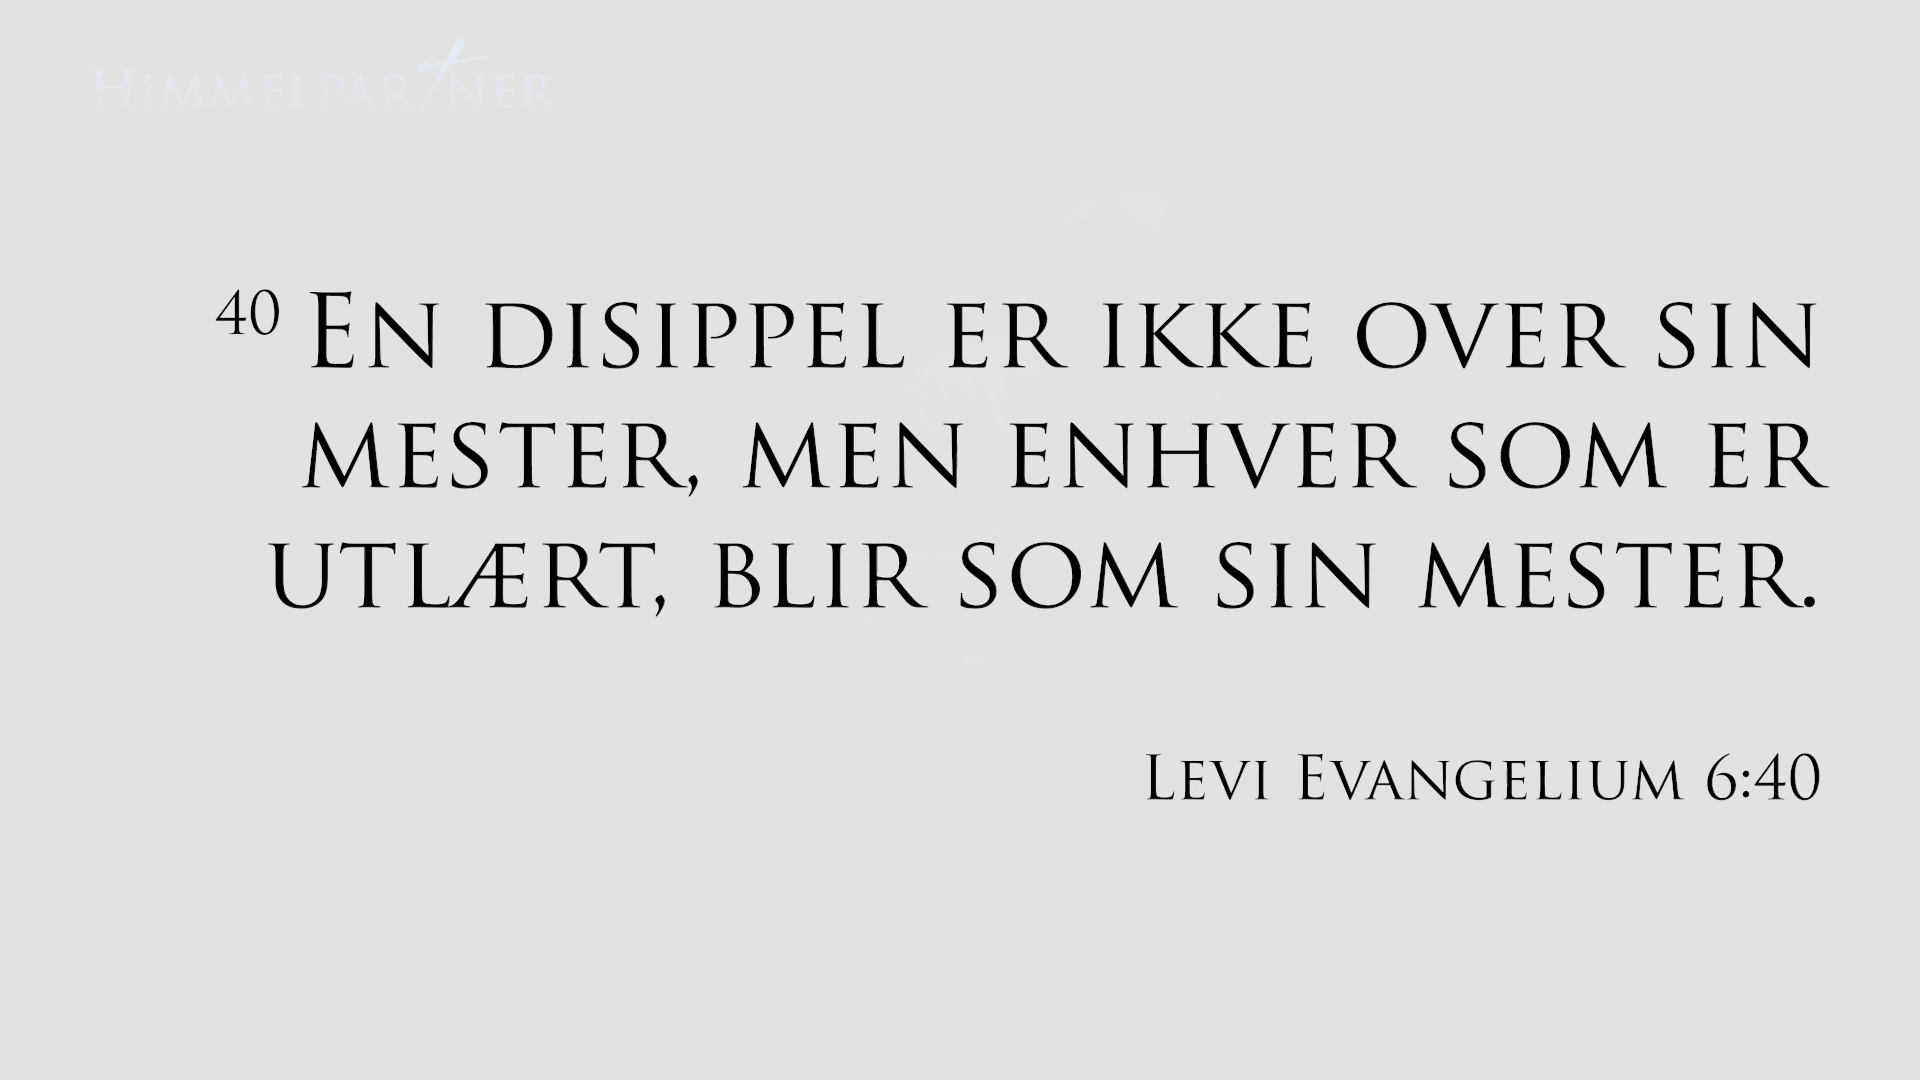 Himmelpartner
40 En disippel er ikke over sin
mester, men enhver som er
utlært, blir som sin mester.
Levi Evangelium 6:40